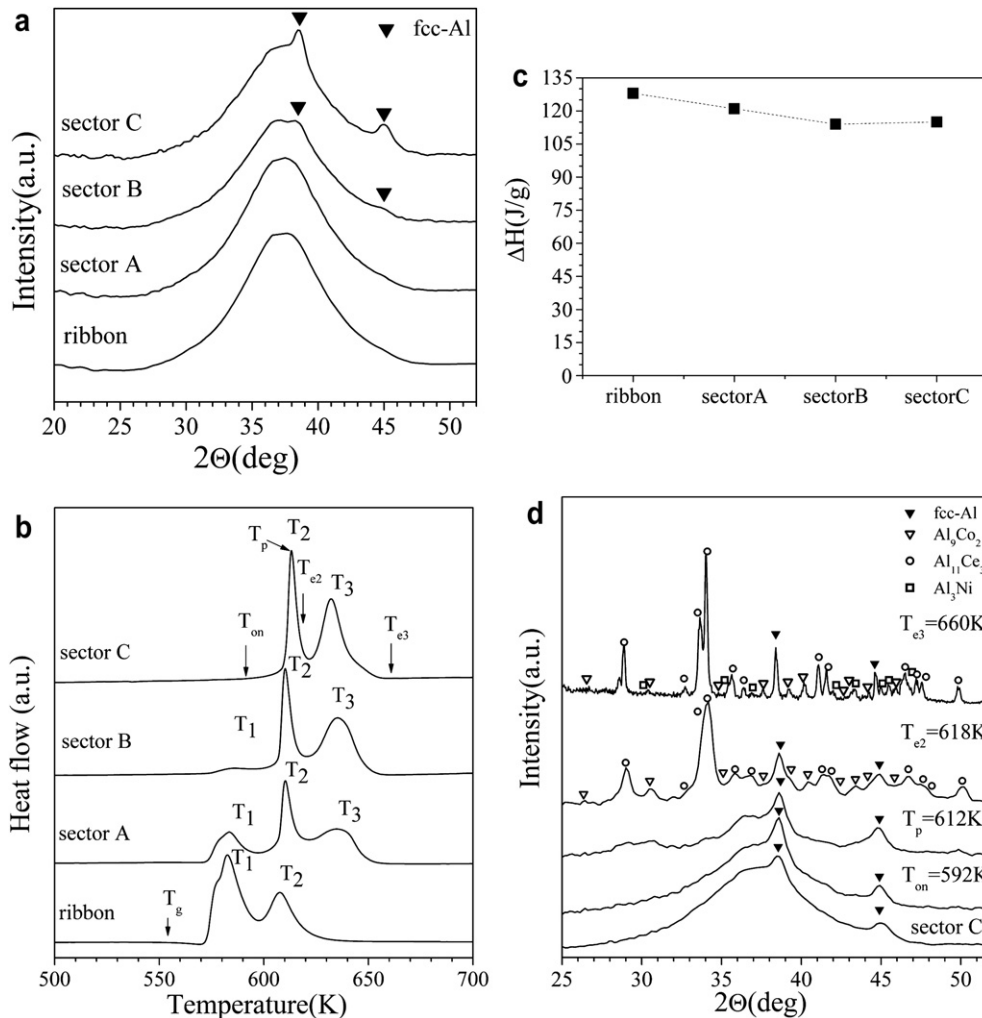 a
▼ fcc-Al
sector C
sector B
sector A
ribbon
Intensity(a.u.)
20 25 30 35 40 45 50
2Θ(deg)
c
135
120
105
90
75
60
45
30
15
0
ΔH(J/g)
ribbon sectorA sectorB sectorC
b
T2
Tp
Te2
T3
Ton
Te3
sector C
T2
T1
T3
sector B
T2
T1
T3
sector A
T1
T2
Tg
ribbon
Heat flow (a.u.)
500 550 600 650 700
Temperature(K)
d
▼ fcc-Al
▽ Al9Co2
○ Al11Ce3
□ Al3Ni
Te3=660K
Te2=618K
Tp=612K
Ton=592K
sector C
Intensity(a.u.)
25 30 35 40 45 50
2Θ(deg)